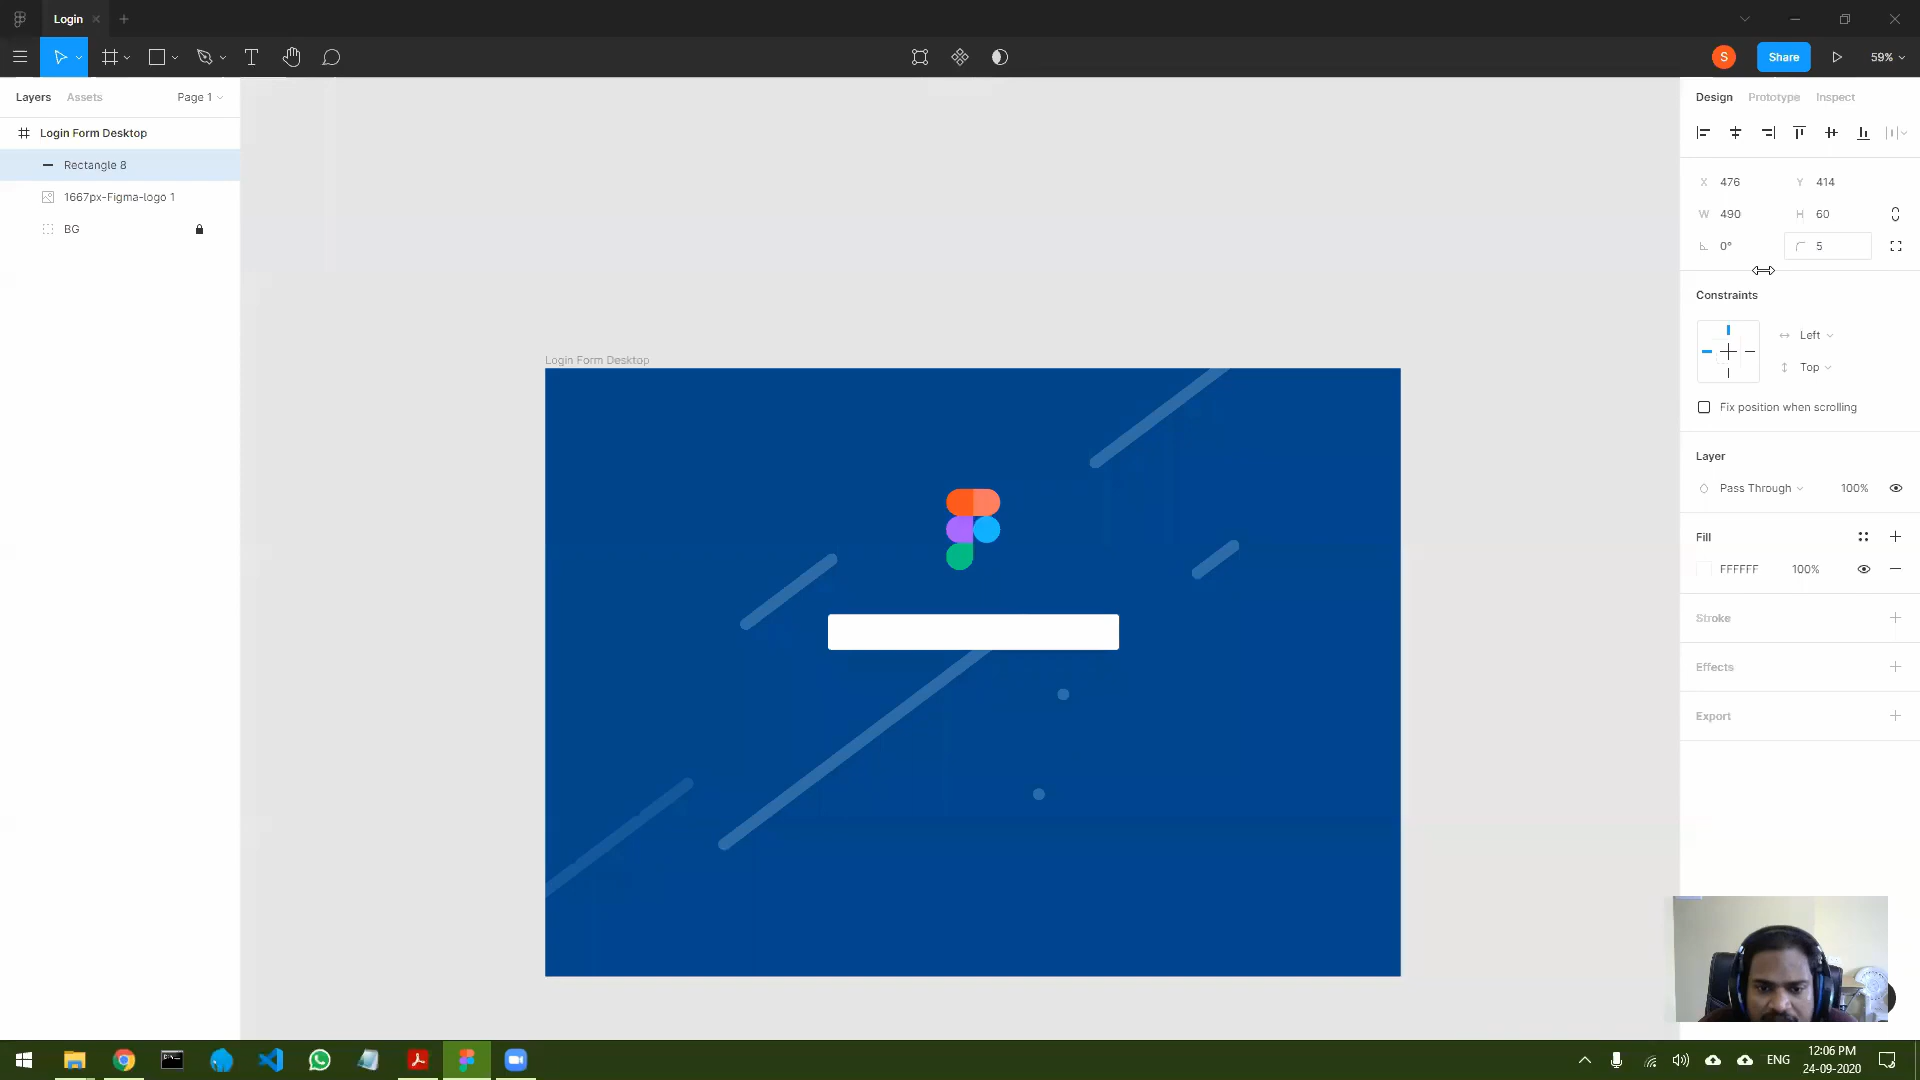 Login
S
Share
59%
Layers
Assets
Page 1
Design
Prototype
Inspect
Login Form Desktop
Rectangle 8
1667px-Figma-logo 1
BG
X 476
Y 414
W 490
H 60
0°
5
Constraints
Left
Top
Fix position when scrolling
Layer
Pass Through
100%
Fill
FFFFFF
100%
Stroke
Effects
Export
Login Form Desktop
ENG
12:06 PM
24-09-2020